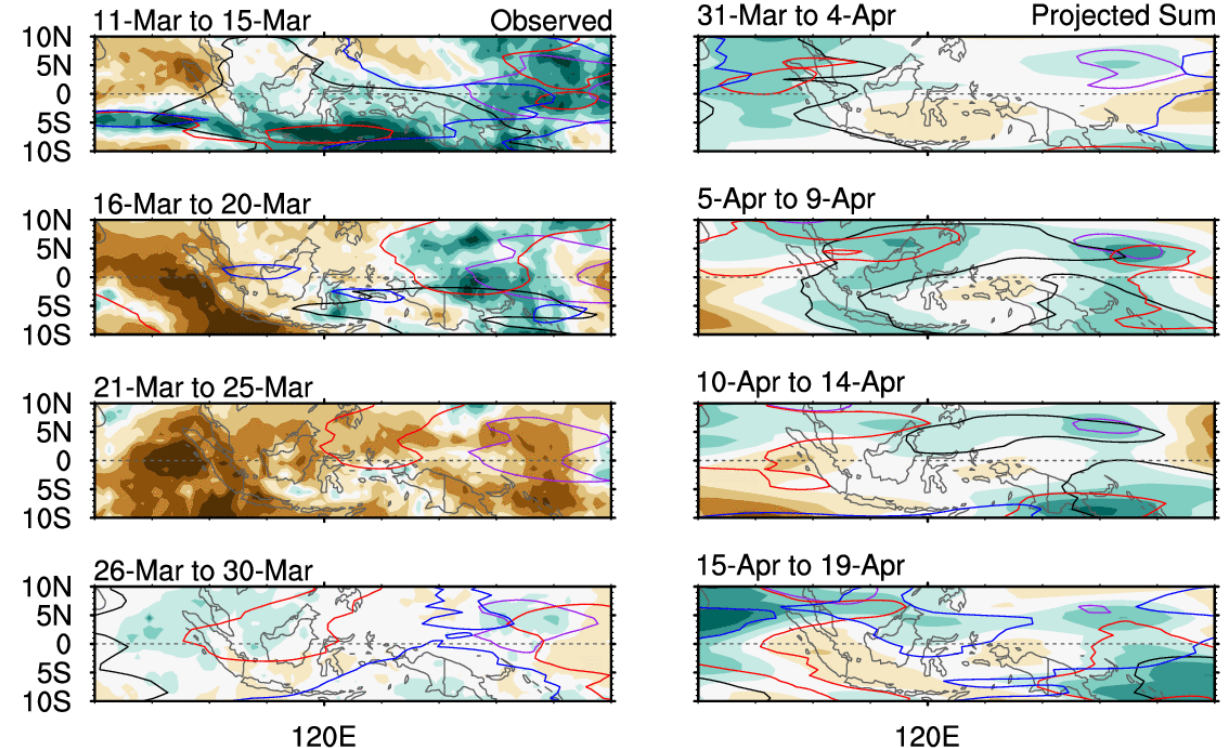 11-Mar to 15-Mar Observed
10N
5N
0
5S
10S
16-Mar to 20-Mar
10N
5N
0
5S
10S
21-Mar to 25-Mar
10N
5N
0
5S
10S
26-Mar to 30-Mar
10N
5N
0
5S
10S
120E
31-Mar to 4-Apr Projected Sum
5-Apr to 9-Apr
10-Apr to 14-Apr
15-Apr to 19-Apr
120E